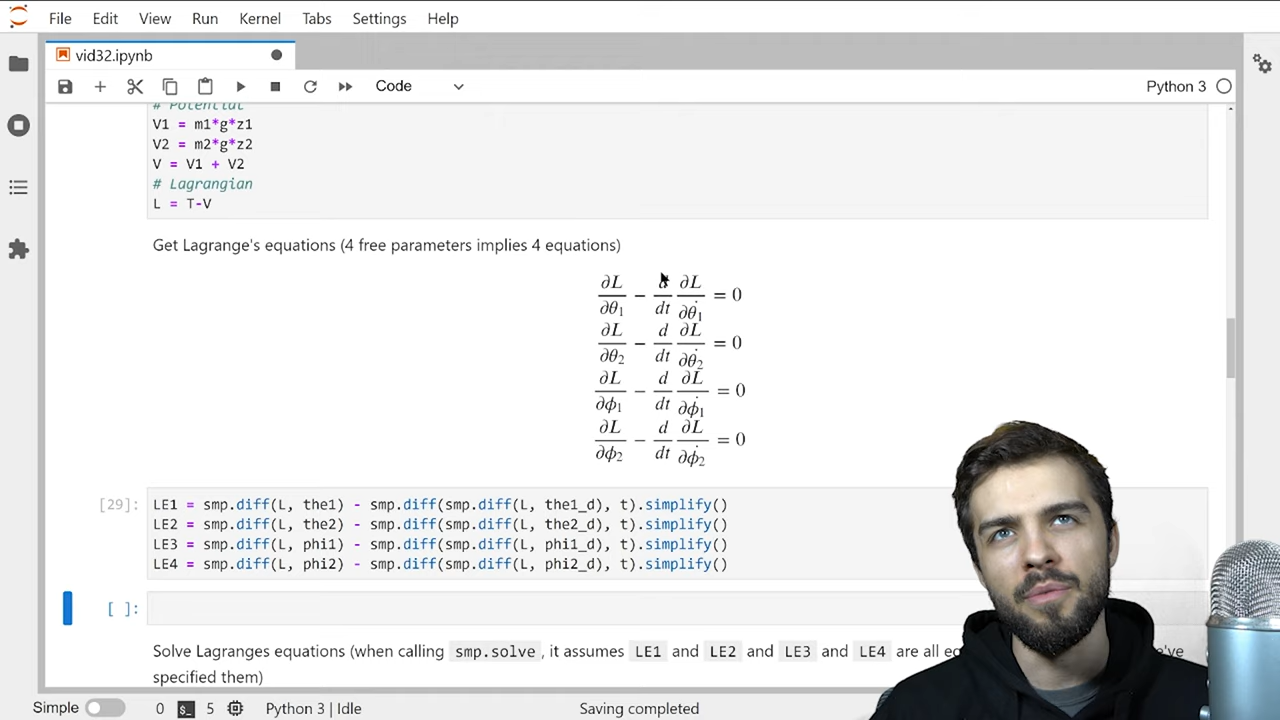 File Edit View Run Kernel Tabs Settings Help
vid32.ipynb
Code
Python 3
# Potential
V1 = m1*g*z1
V2 = m2*g*z2
V = V1 + V2
# Lagrangian
L = T-V
Get Lagrange's equations (4 free parameters implies 4 equations)
∂L/∂θ₁ − d/dt ∂L/∂θ̇₁ = 0
∂L/∂θ₂ − d/dt ∂L/∂θ̇₂ = 0
∂L/∂ϕ₁ − d/dt ∂L/∂ϕ̇₁ = 0
∂L/∂ϕ₂ − d/dt ∂L/∂ϕ̇₂ = 0
[29]: LE1 = smp.diff(L, the1) - smp.diff(smp.diff(L, the1_d), t).simplify()
LE2 = smp.diff(L, the2) - smp.diff(smp.diff(L, the2_d), t).simplify()
LE3 = smp.diff(L, phi1) - smp.diff(smp.diff(L, phi1_d), t).simplify()
LE4 = smp.diff(L, phi2) - smp.diff(smp.diff(L, phi2_d), t).simplify()
[ ]:
Solve Lagranges equations (when calling smp.solve, it assumes LE1 and LE2 and LE3 and LE4 are all
specified them)
Simple 0 5 Python 3 | Idle Saving completed